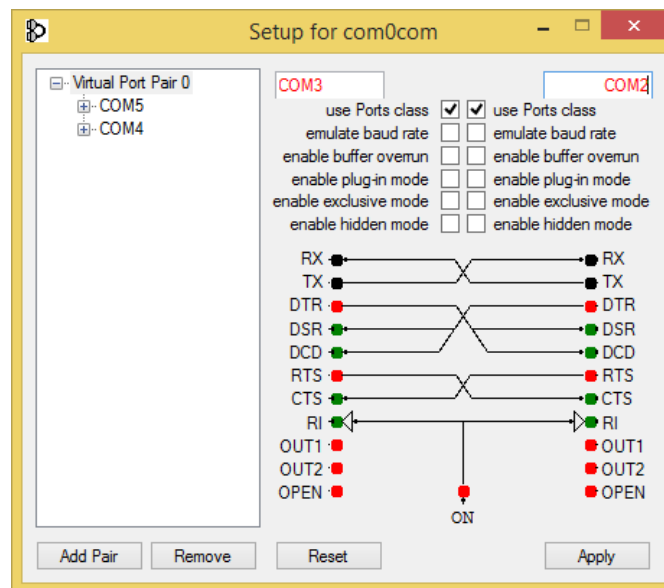 Setup for com0com
Virtual Port Pair 0
COM5
COM4
COM3 COM2
use Ports class use Ports class
emulate baud rate emulate baud rate
enable buffer overrun enable buffer overrun
enable plug-in mode enable plug-in mode
enable exclusive mode enable exclusive mode
enable hidden mode enable hidden mode
RX RX
TX TX
DTR DTR
DSR DSR
DCD DCD
RTS RTS
CTS CTS
RI RI
OUT1 OUT1
OUT2 OUT2
OPEN OPEN
ON
Add Pair Remove Reset Apply